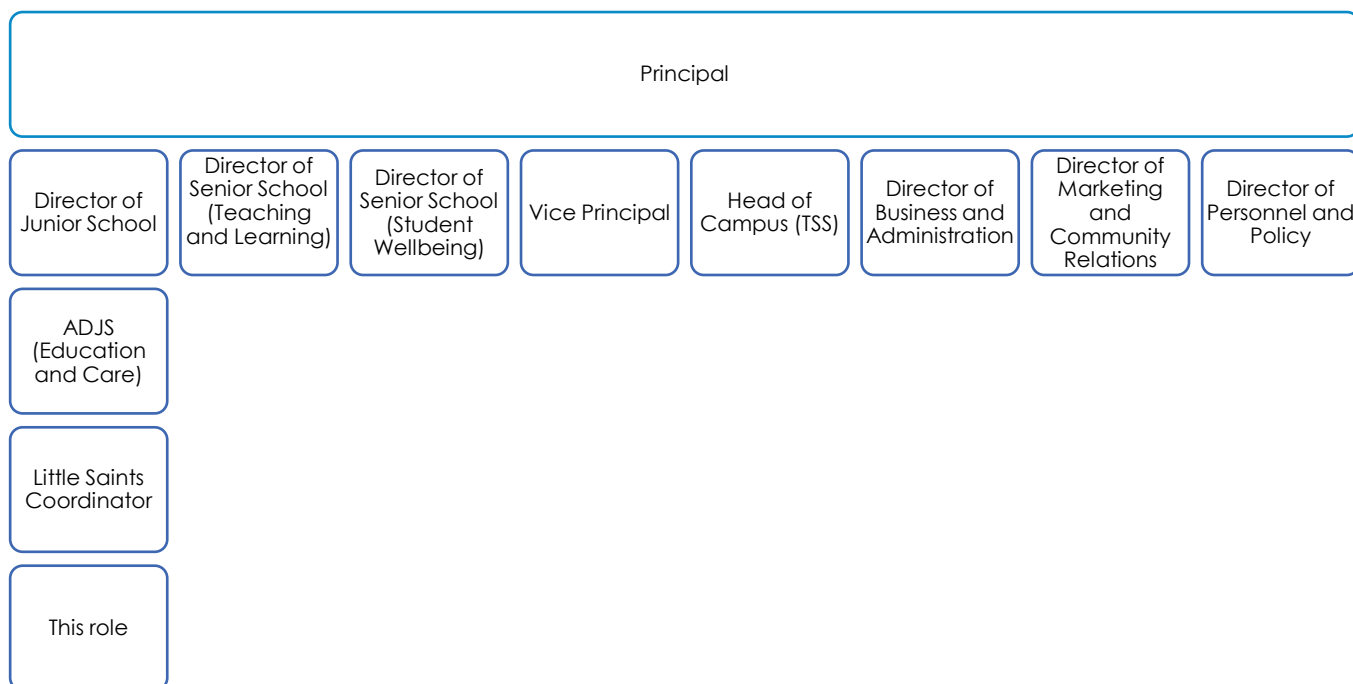 Principal
Director of
Junior School
Director of
Senior School
(Teaching
and Learning)
Director of
Senior School
(Student
Wellbeing)
Vice Principal
Head of
Campus (TSS)
Director of
Business and
Administration
Director of
Marketing
and
Community
Relations
Director of
Personnel and
Policy
ADJS
(Education
and Care)
Little Saints
Coordinator
This role